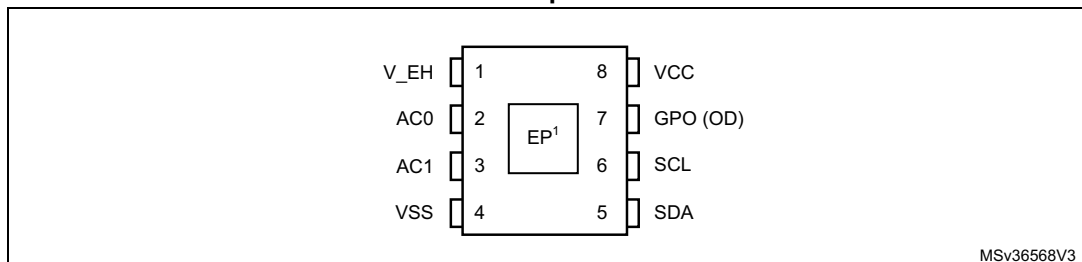 V_EH 1 8 VCC
AC0 2 EP¹ 7 GPO (OD)
AC1 3 6 SCL
VSS 4 5 SDA
MSv36568V3